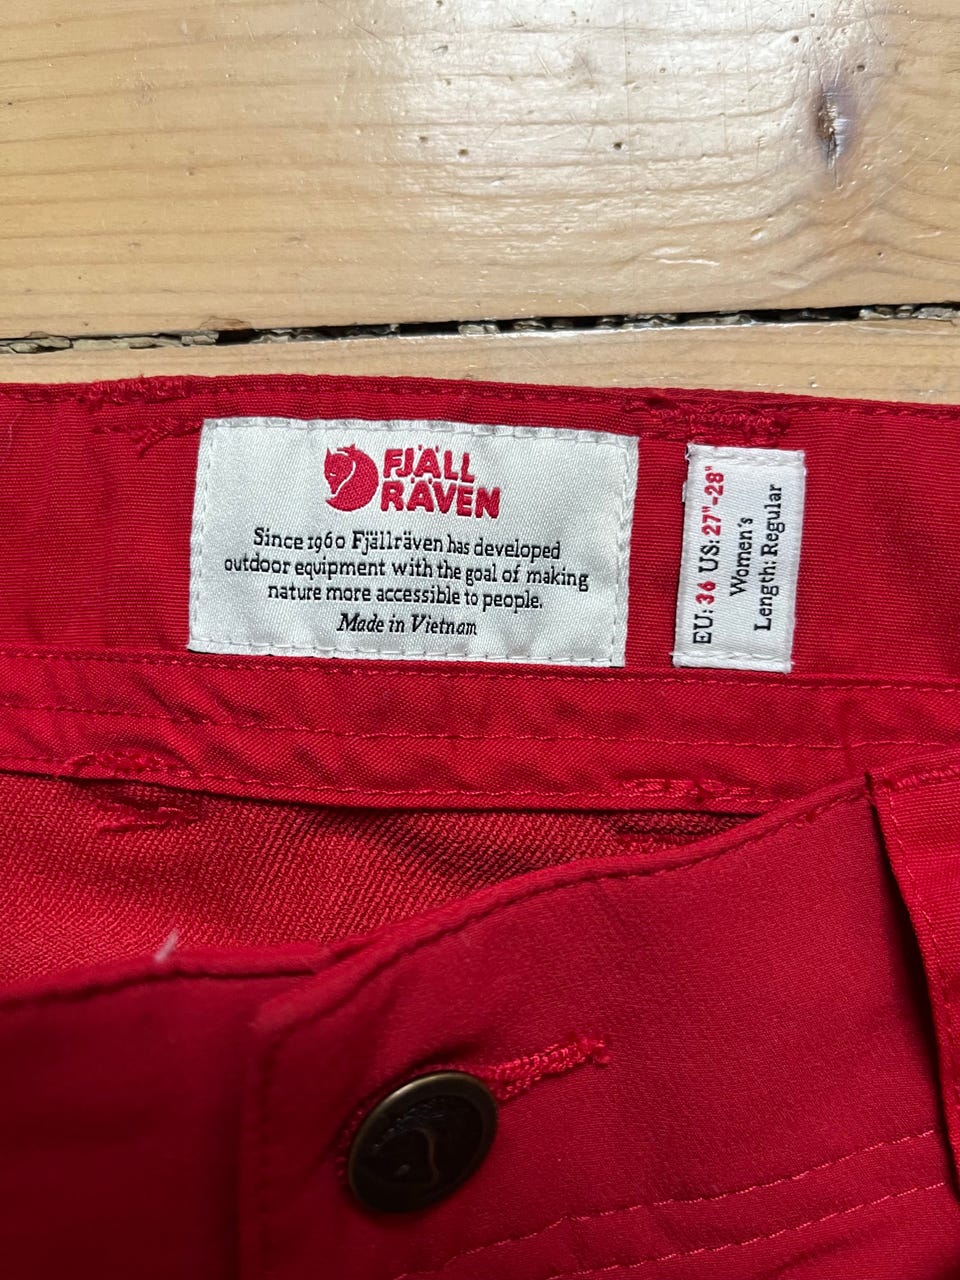 FJÄLL
RÄVEN
Since 1960 Fjällräven has developed
outdoor equipment with the goal of making
nature more accessible to people.
Made in Vietnam
EU: 36 US: 27"-28"
Women's
Length: Regular